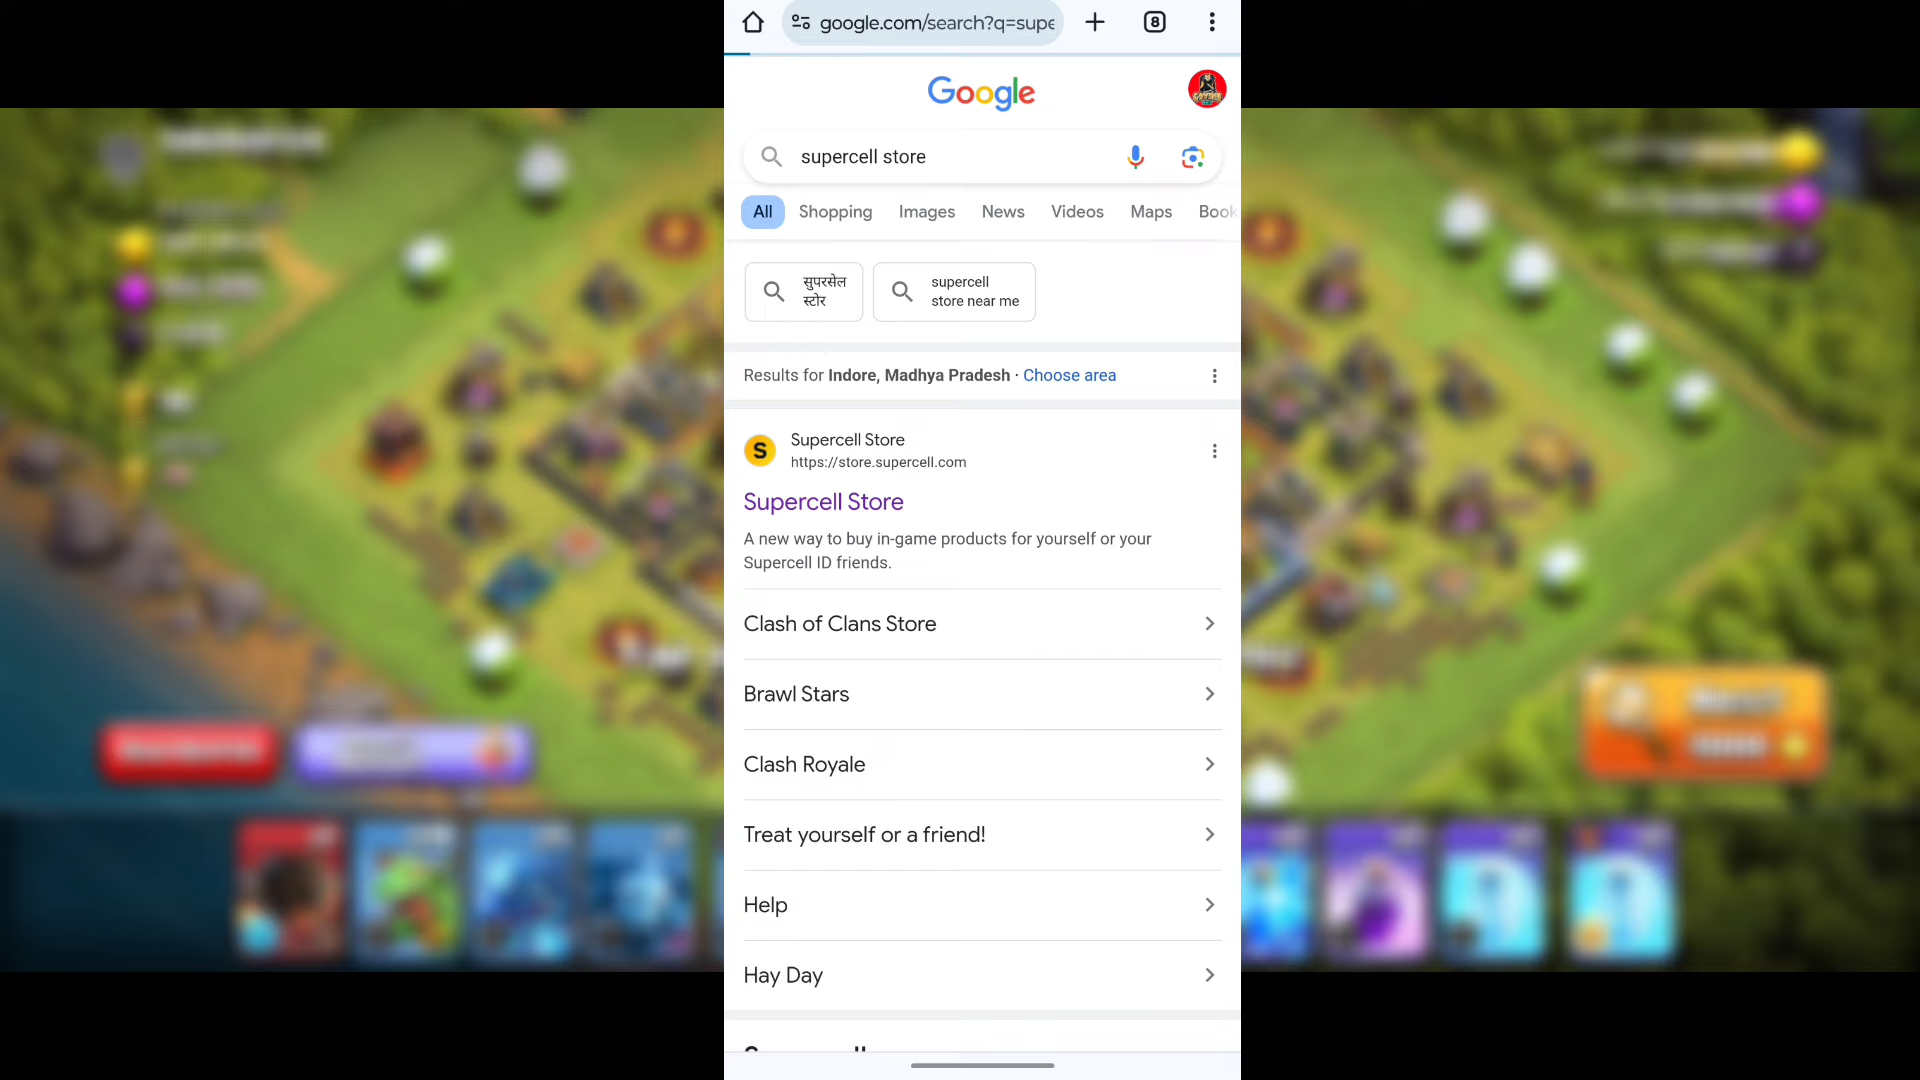 google.com/search?q=supe
8
Google
supercell store
All Shopping Images News Videos Maps Book
सुपरसेल
स्टोर
supercell
store near me
Results for Indore, Madhya Pradesh · Choose area
S
Supercell Store
https://store.supercell.com
Supercell Store
A new way to buy in-game products for yourself or your
Supercell ID friends.
Clash of Clans Store
Brawl Stars
Clash Royale
Treat yourself or a friend!
Help
Hay Day